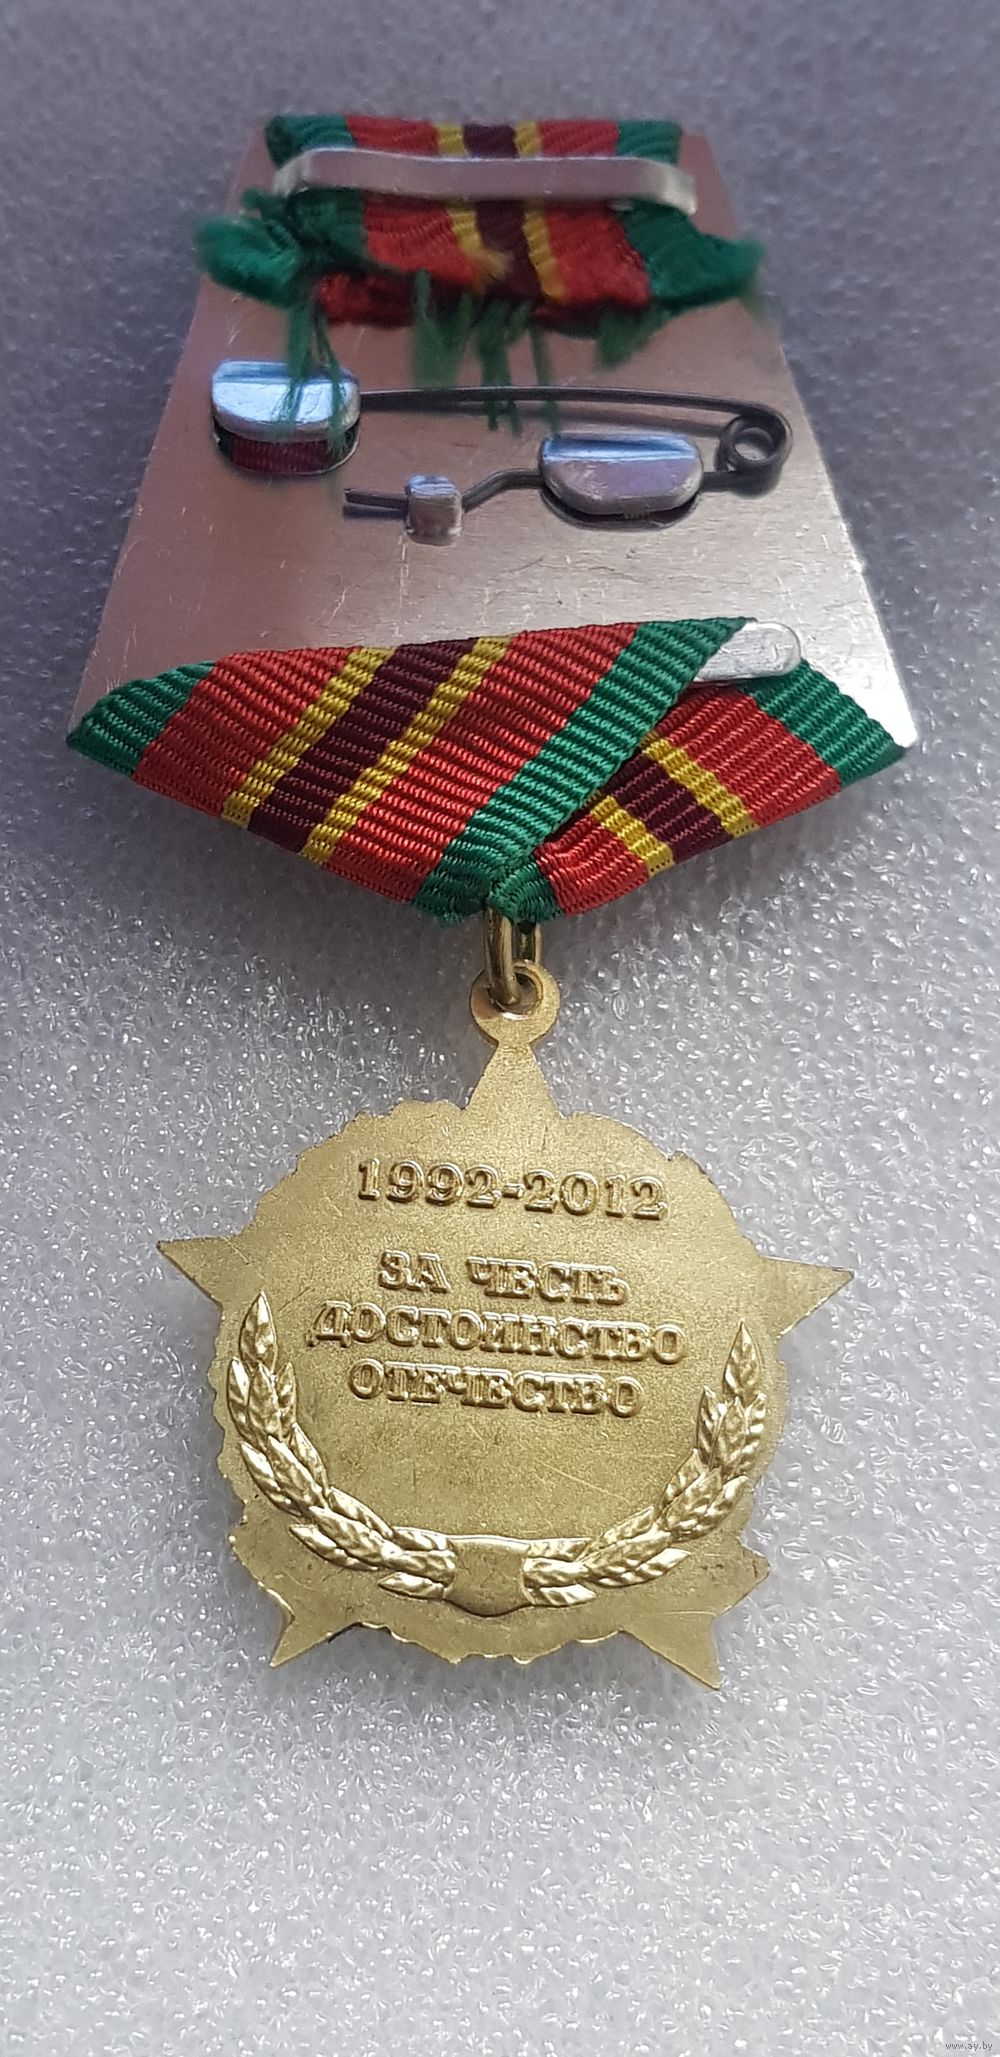 1992-2012
ЗА ЧЕСТЬ
ДОСТОИНСТВО
ОТЕЧЕСТВО
www.ay.by